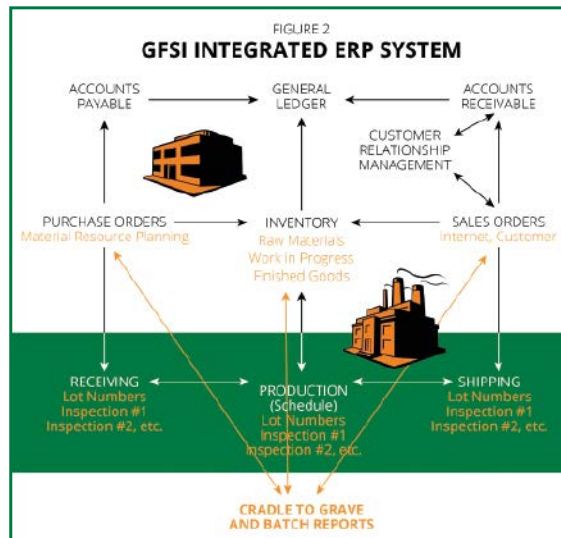 FIGURE 2
GFSI INTEGRATED ERP SYSTEM
ACCOUNTS
PAYABLE
GENERAL
LEDGER
ACCOUNTS
RECEIVABLE
CUSTOMER
RELATIONSHIP
MANAGEMENT
PURCHASE ORDERS
Material Resource Planning
INVENTORY
Raw Materials
Work in Progress
Finished Goods
SALES ORDERS
Internet, Customer
RECEIVING
Lot Numbers
Inspection #1
Inspection #2, etc.
PRODUCTION
(Schedule)
Lot Numbers
Inspection #1
Inspection #2, etc.
SHIPPING
Lot Numbers
Inspection #1
Inspection #2, etc.
CRADLE TO GRAVE
AND BATCH REPORTS